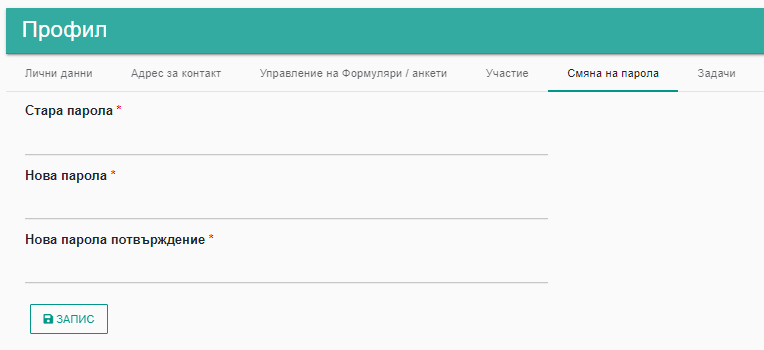 Профил
Лични данни Адрес за контакт Управление на Формуляри / анкети Участие Смяна на парола Задачи
Стара парола *
Нова парола *
Нова парола потвърждение *
ЗАПИС